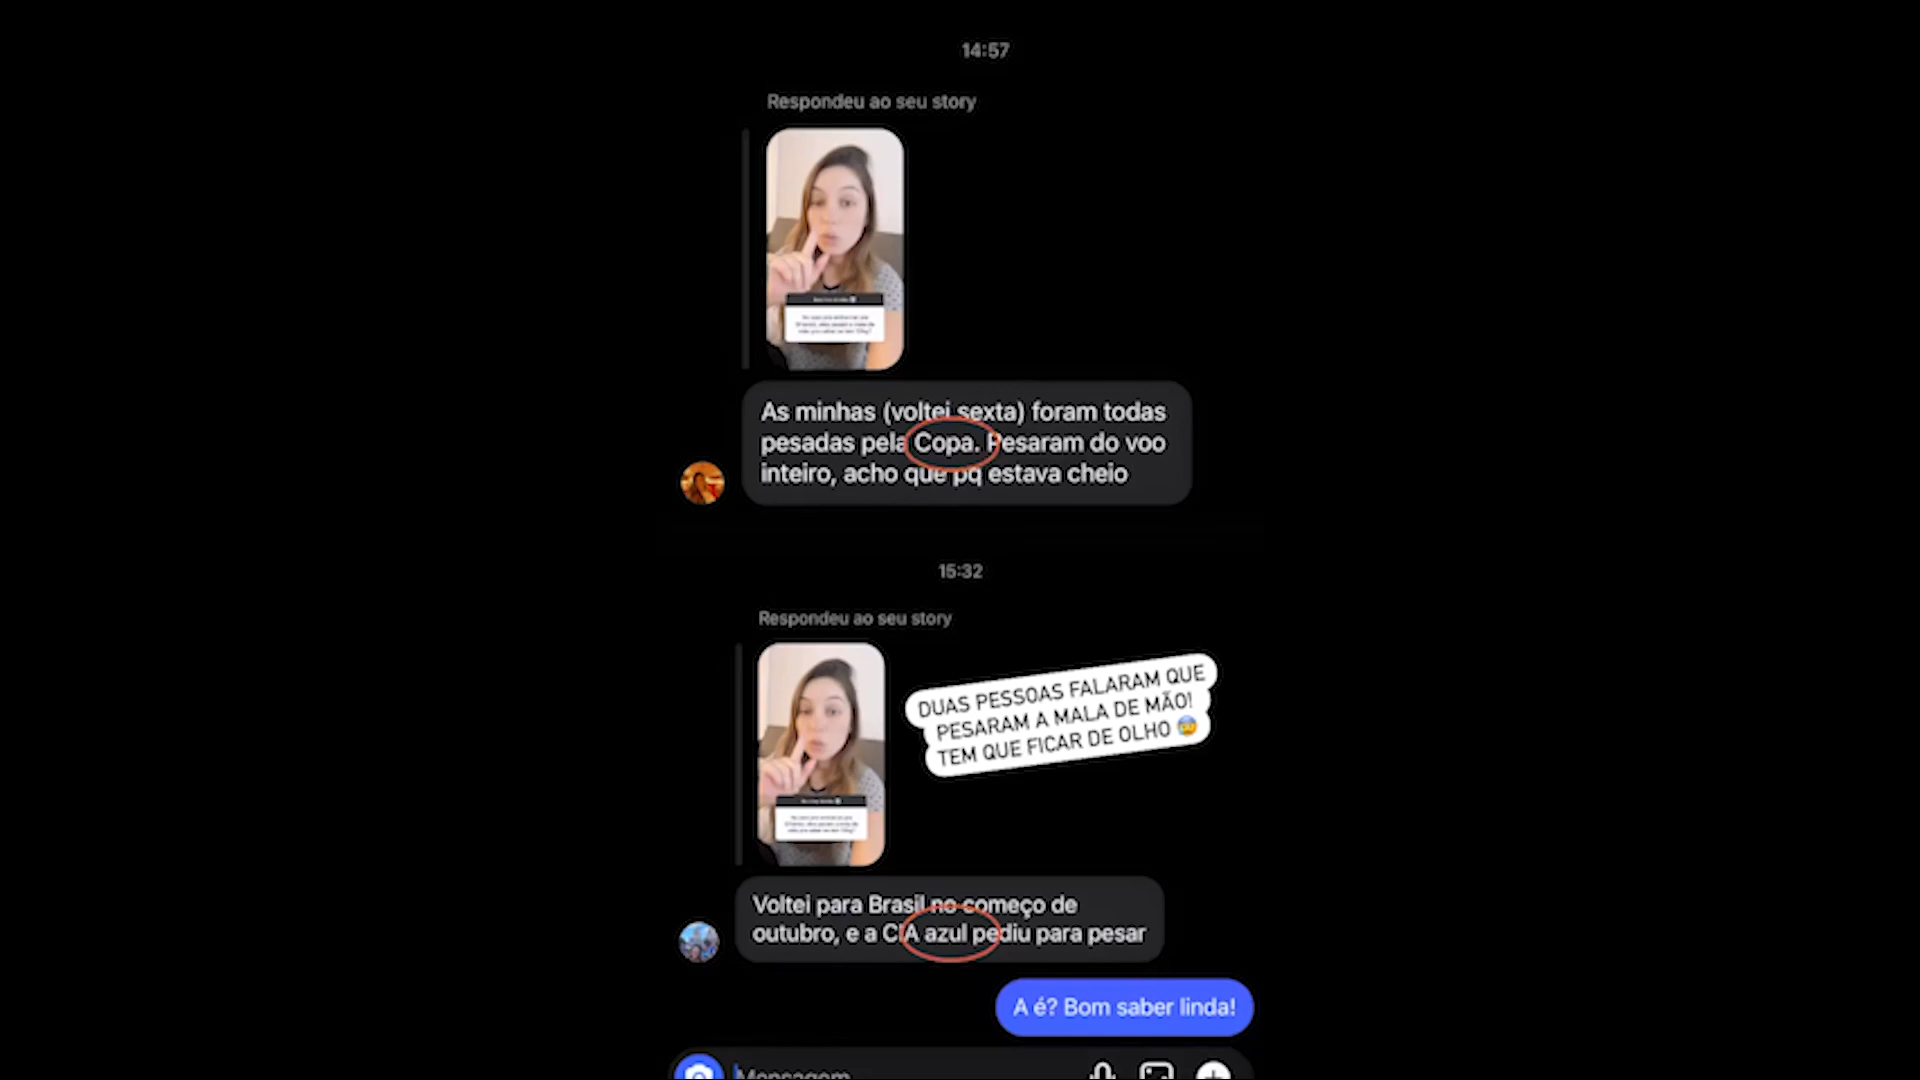 14:57
Respondeu ao seu story
As minhas (voltei sexta) foram todas
pesadas pela Copa. Pesaram do voo
inteiro, acho que pq estava cheio
15:32
Respondeu ao seu story
DUAS PESSOAS FALARAM QUE
PESARAM A MALA DE MÃO!
TEM QUE FICAR DE OLHO 😰
Voltei para Brasil no começo de
outubro, e a CIA azul pediu para pesar
A é? Bom saber linda!
Mensagem